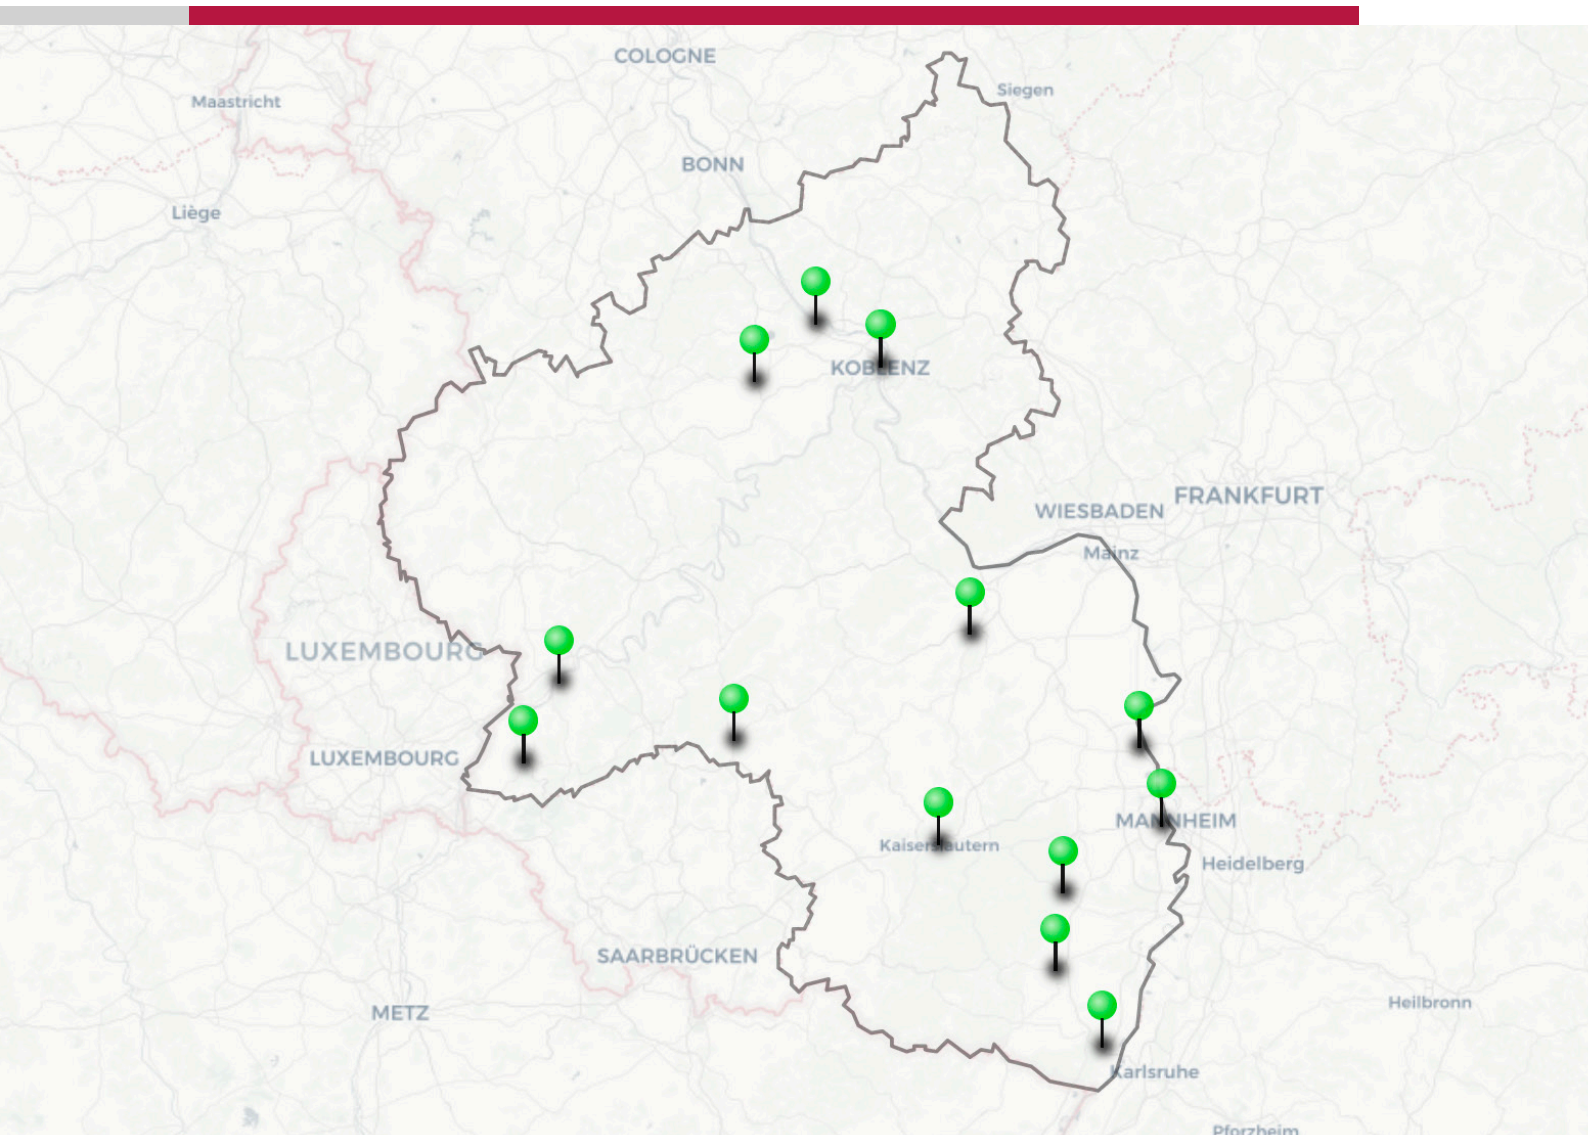 COLOGNE
Siegen
Maastricht
BONN
Liège
KOBLENZ
FRANKFURT
WIESBADEN
Mainz
LUXEMBOURG
LUXEMBOURG
MANNHEIM
Kaiserslautern
Heidelberg
SAARBRÜCKEN
Heilbronn
METZ
Karlsruhe
Pforzheim